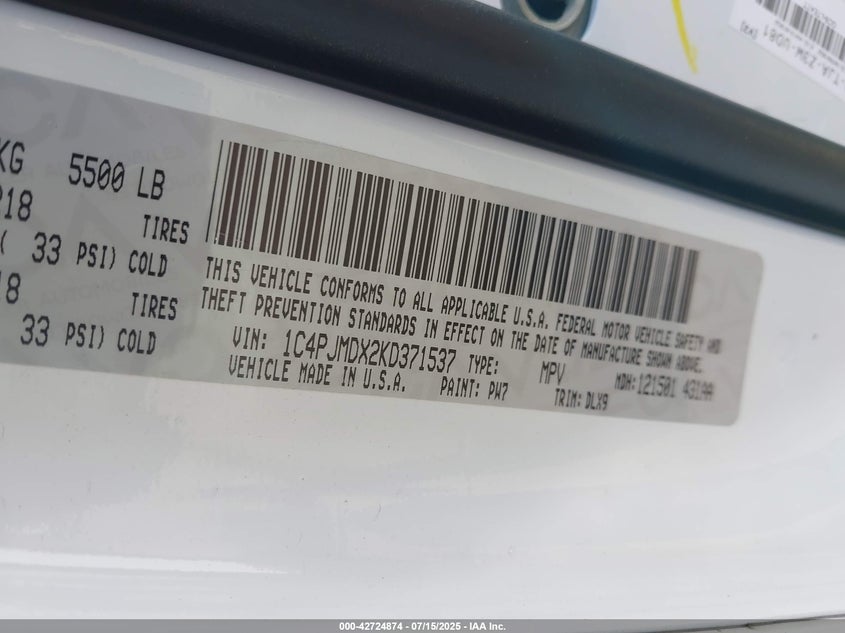 KG 5500 LB
R18 TIRES
( 33 PSI) COLD
18 TIRES
33 PSI) COLD
THIS VEHICLE CONFORMS TO ALL APPLICABLE U.S.A. FEDERAL MOTOR VEHICLE SAFETY AND
THEFT PREVENTION STANDARDS IN EFFECT ON THE DATE OF MANUFACTURE SHOWN ABOVE.
VIN: 1C4PJMDX2KD371537 TYPE: MPV MDH:121501 431AA
VEHICLE MADE IN U.S.A. PAINT: PW7 TRIM: DLX9
000-42724874 - 07/15/2025 - IAA Inc.